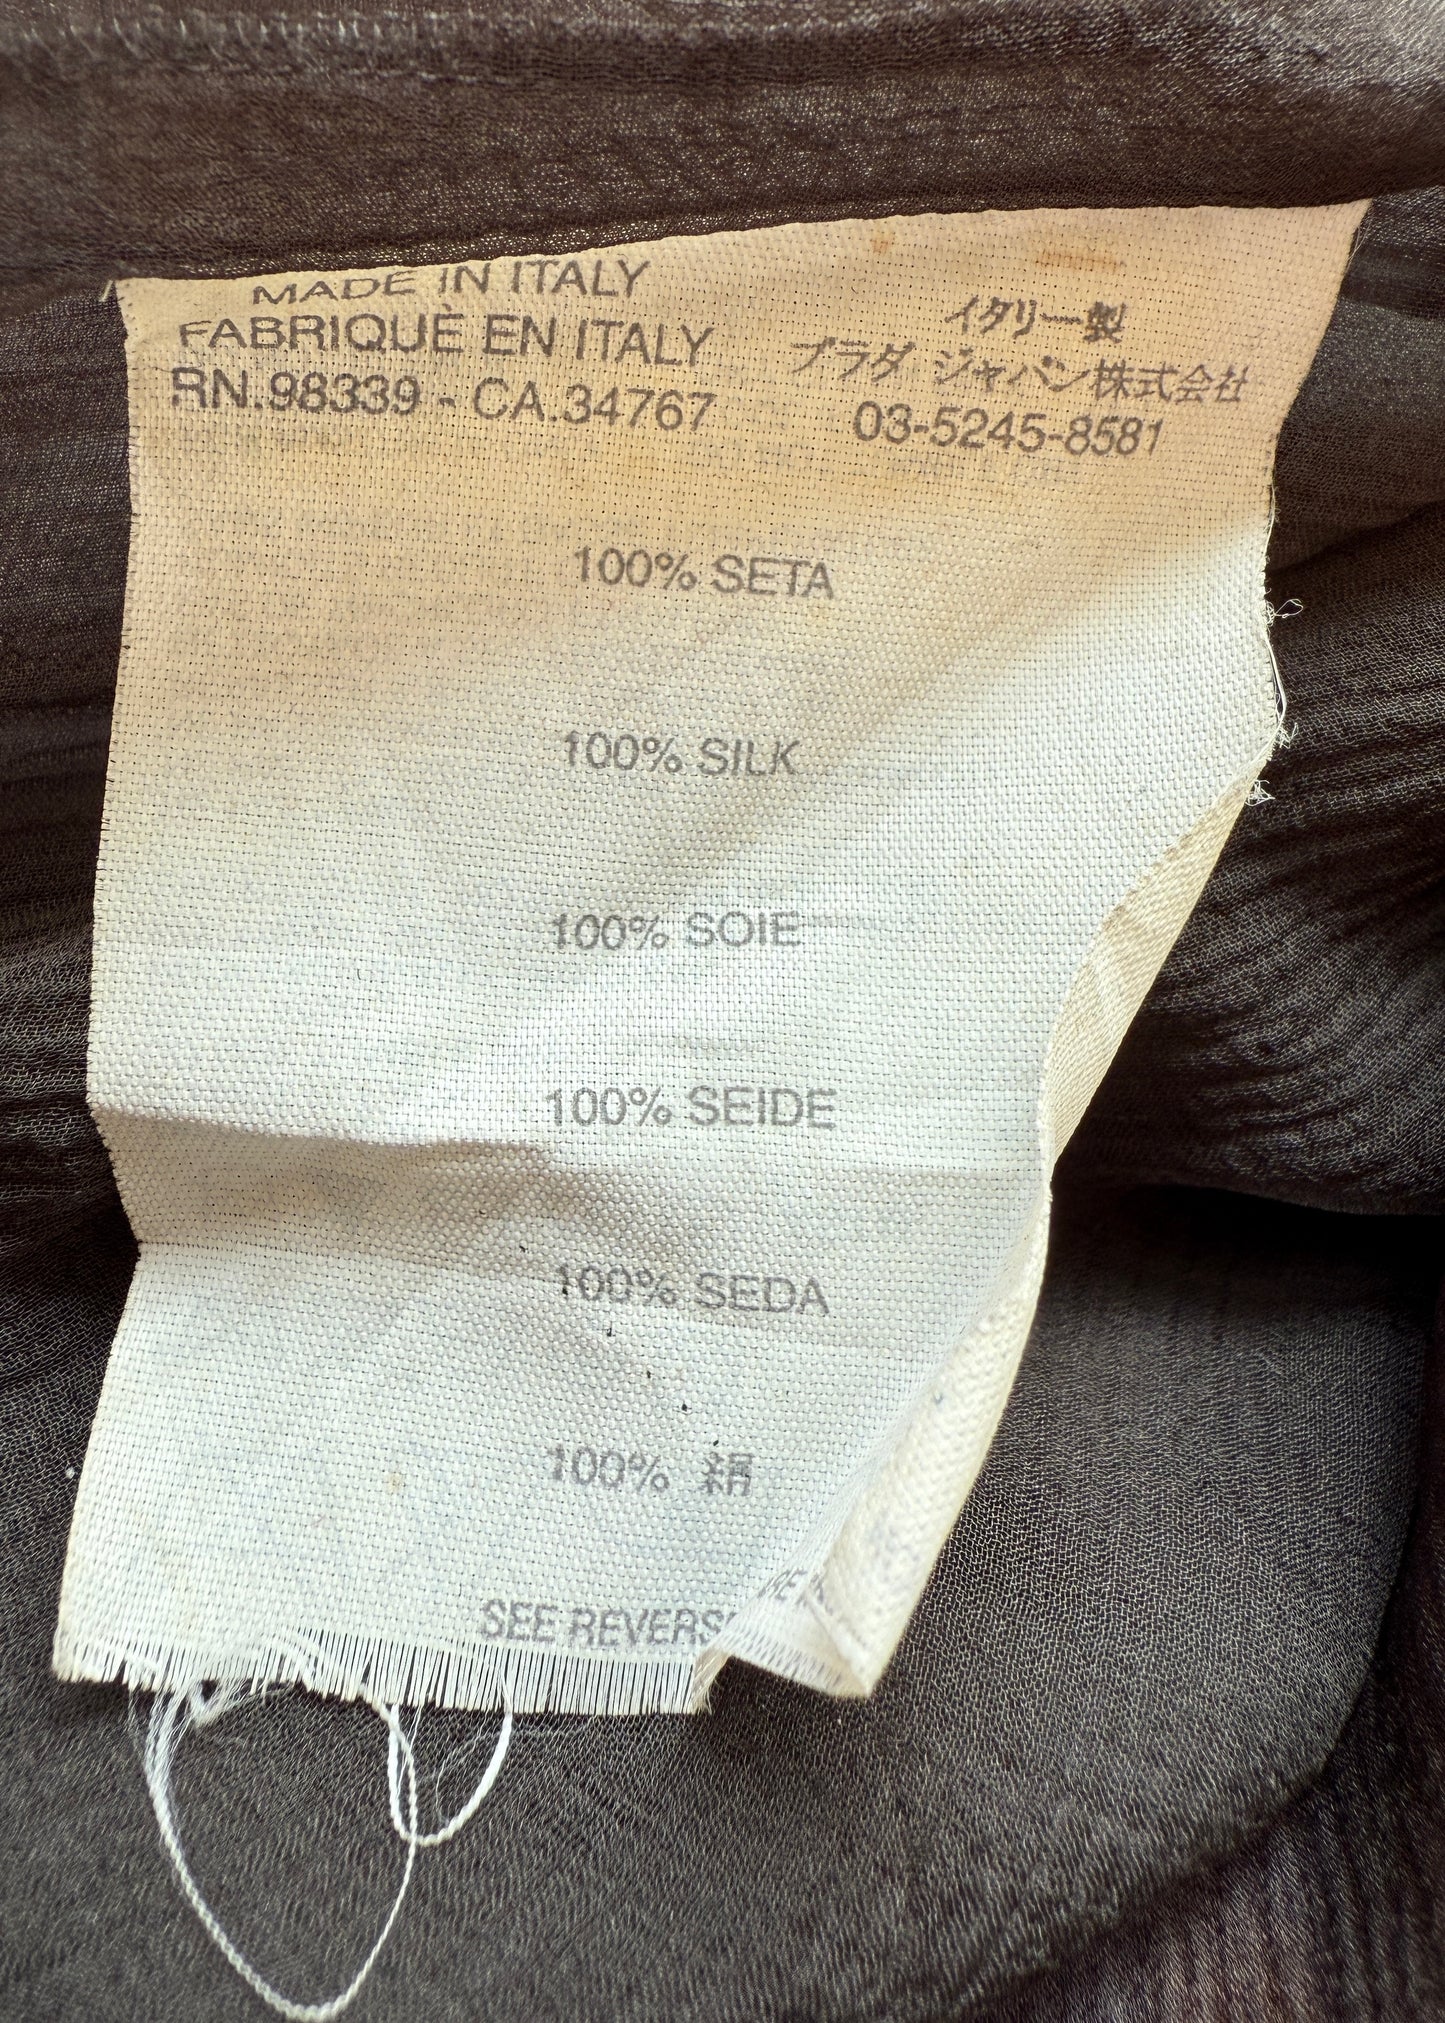 MADE IN ITALY
FABRIQUÈ EN ITALY
RN.98339 - CA.34767
イタリー製
プラダ ジャパン株式会社
03-5245-8581
100% SETA
100% SILK
100% SOIE
100% SEIDE
100% SEDA
100% 絹
SEE REVERS